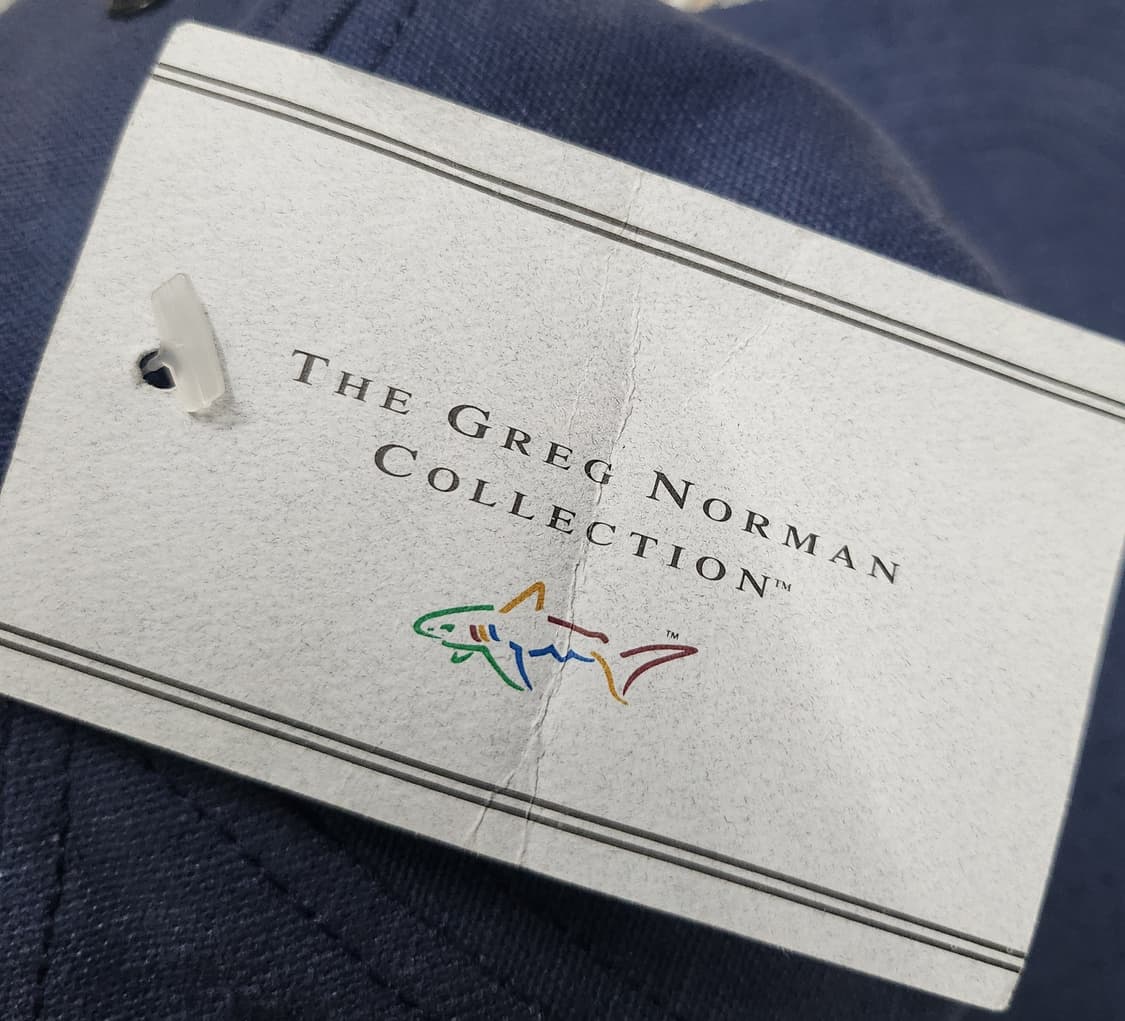 THE GREG NORMAN
COLLECTION™
™